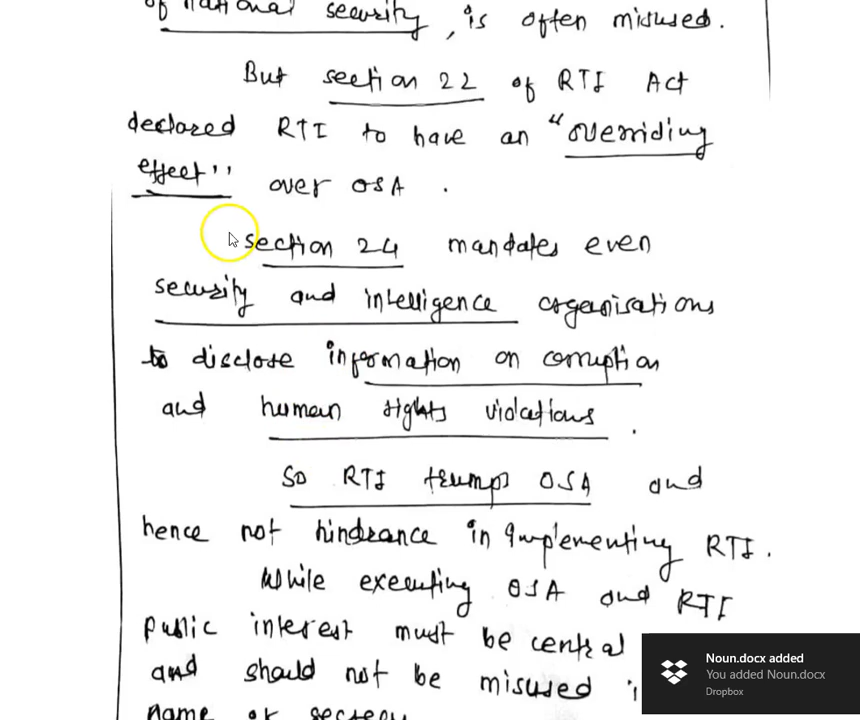 of national security, is often misused.
But section 22 of RTI Act
declared RTI to have an "overriding
effect" over OSA.
section 24 mandates even
security and intelligence organisations
to disclose information on corruption
and human rights violations.
So RTI trumps OSA and
hence not hindrance in implementing RTI.
While executing OSA and RTI
public interest must be central
and should not be misused
name of secrecy
Noun.docx added
You added Noun.docx
Dropbox